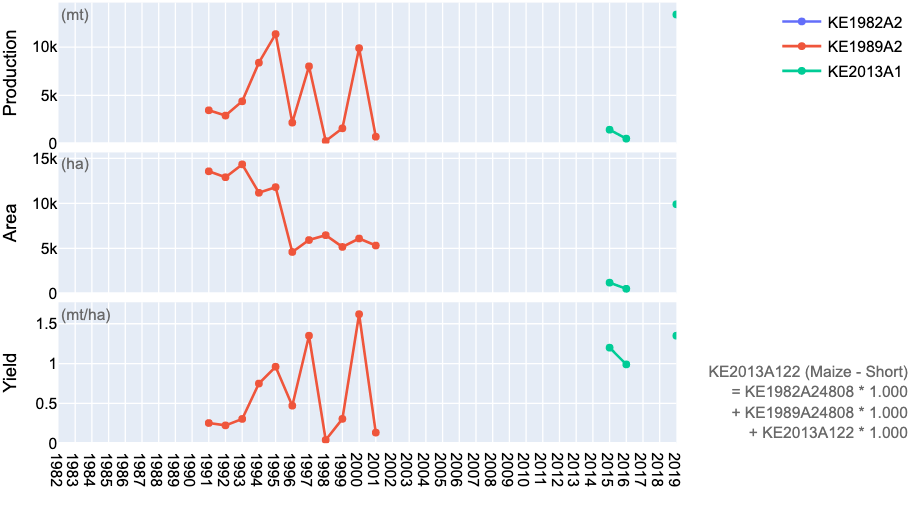 Production
(mt)
10k
5k
0
KE1982A2
KE1989A2
KE2013A1
Area
(ha)
15k
10k
5k
0
Yield
(mt/ha)
1.5
1
0.5
0
KE2013A122 (Maize - Short)
= KE1982A24808 * 1.000
+ KE1989A24808 * 1.000
+ KE2013A122 * 1.000
1982
1983
1984
1985
1986
1987
1988
1989
1990
1991
1992
1993
1994
1995
1996
1997
1998
1999
2000
2001
2002
2003
2004
2005
2006
2007
2008
2009
2010
2011
2012
2013
2014
2015
2016
2017
2018
2019